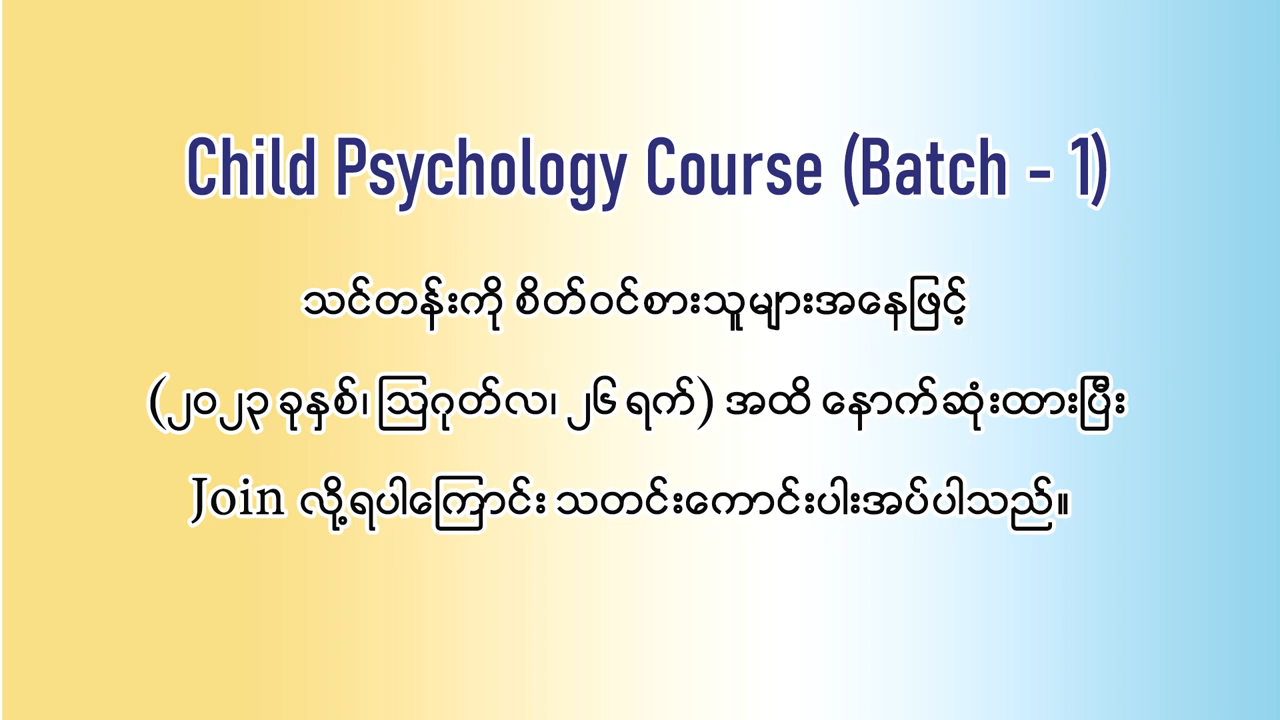 Child Psychology Course (Batch - 1)
သင်တန်းကို စိတ်ဝင်စားသူများအနေဖြင့်
(၂၀၂၃ ခုနှစ်၊ ဩဂုတ်လ၊ ၂၆ ရက်) အထိ နောက်ဆုံးထားပြီး
Join လို့ရပါကြောင်း သတင်းကောင်းပါးအပ်ပါသည်။